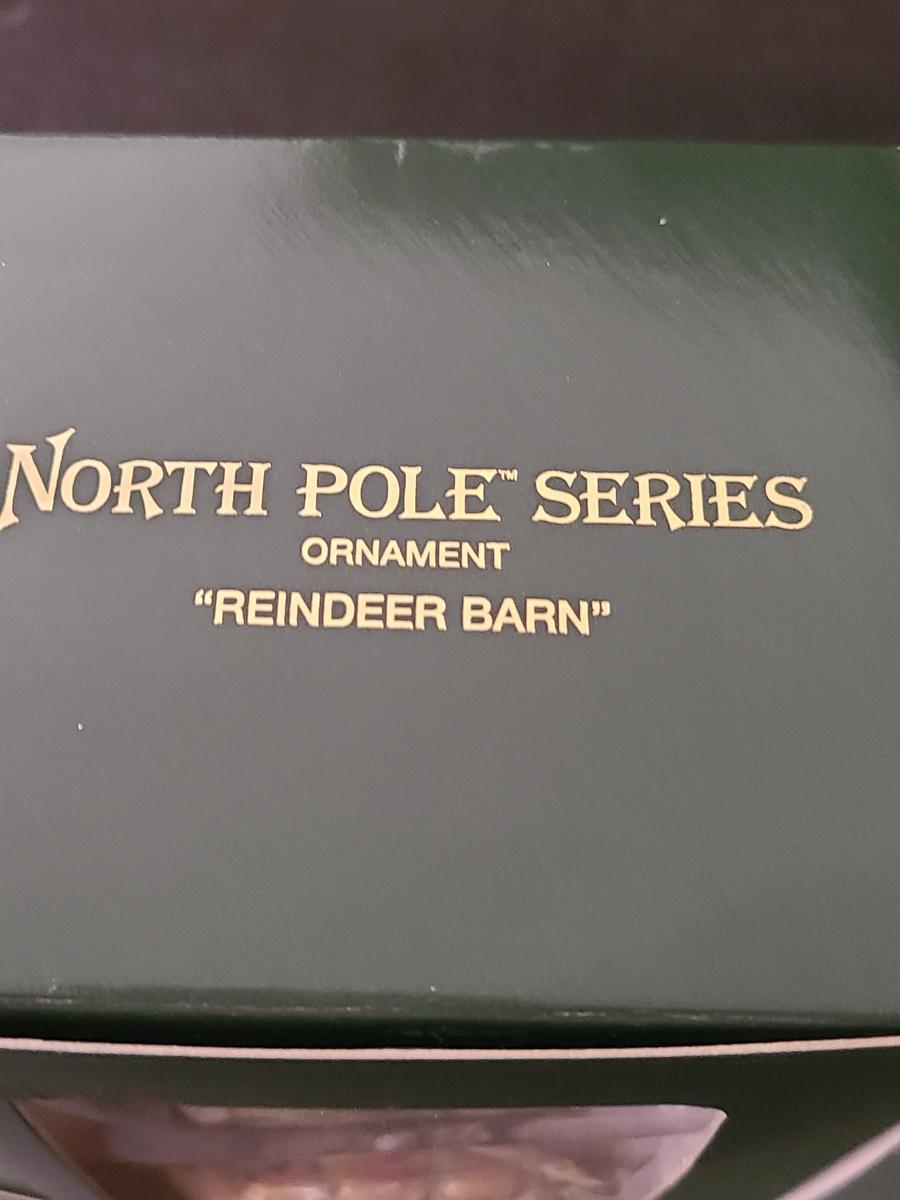 NORTH POLE™ SERIES
ORNAMENT
“REINDEER BARN”